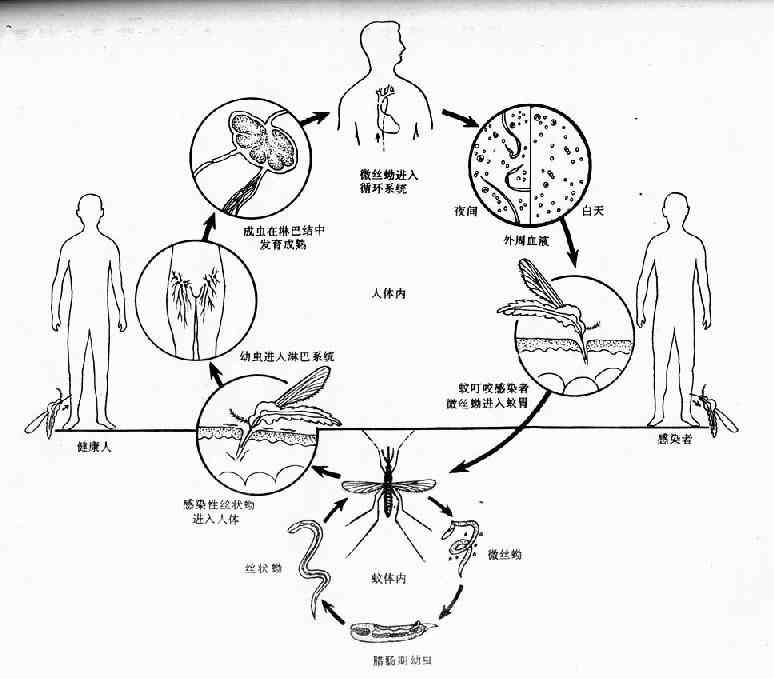 微丝蚴进入
循环系统
成虫在淋巴结中
发育成熟
夜间
白天
外周血液
人体内
幼虫进入淋巴系统
蚊叮咬感染者
微丝蚴进入蚊胃
健康人
感染者
感染性丝状蚴
进入人体
丝状蚴
蚊体内
微丝蚴
腊肠期幼虫